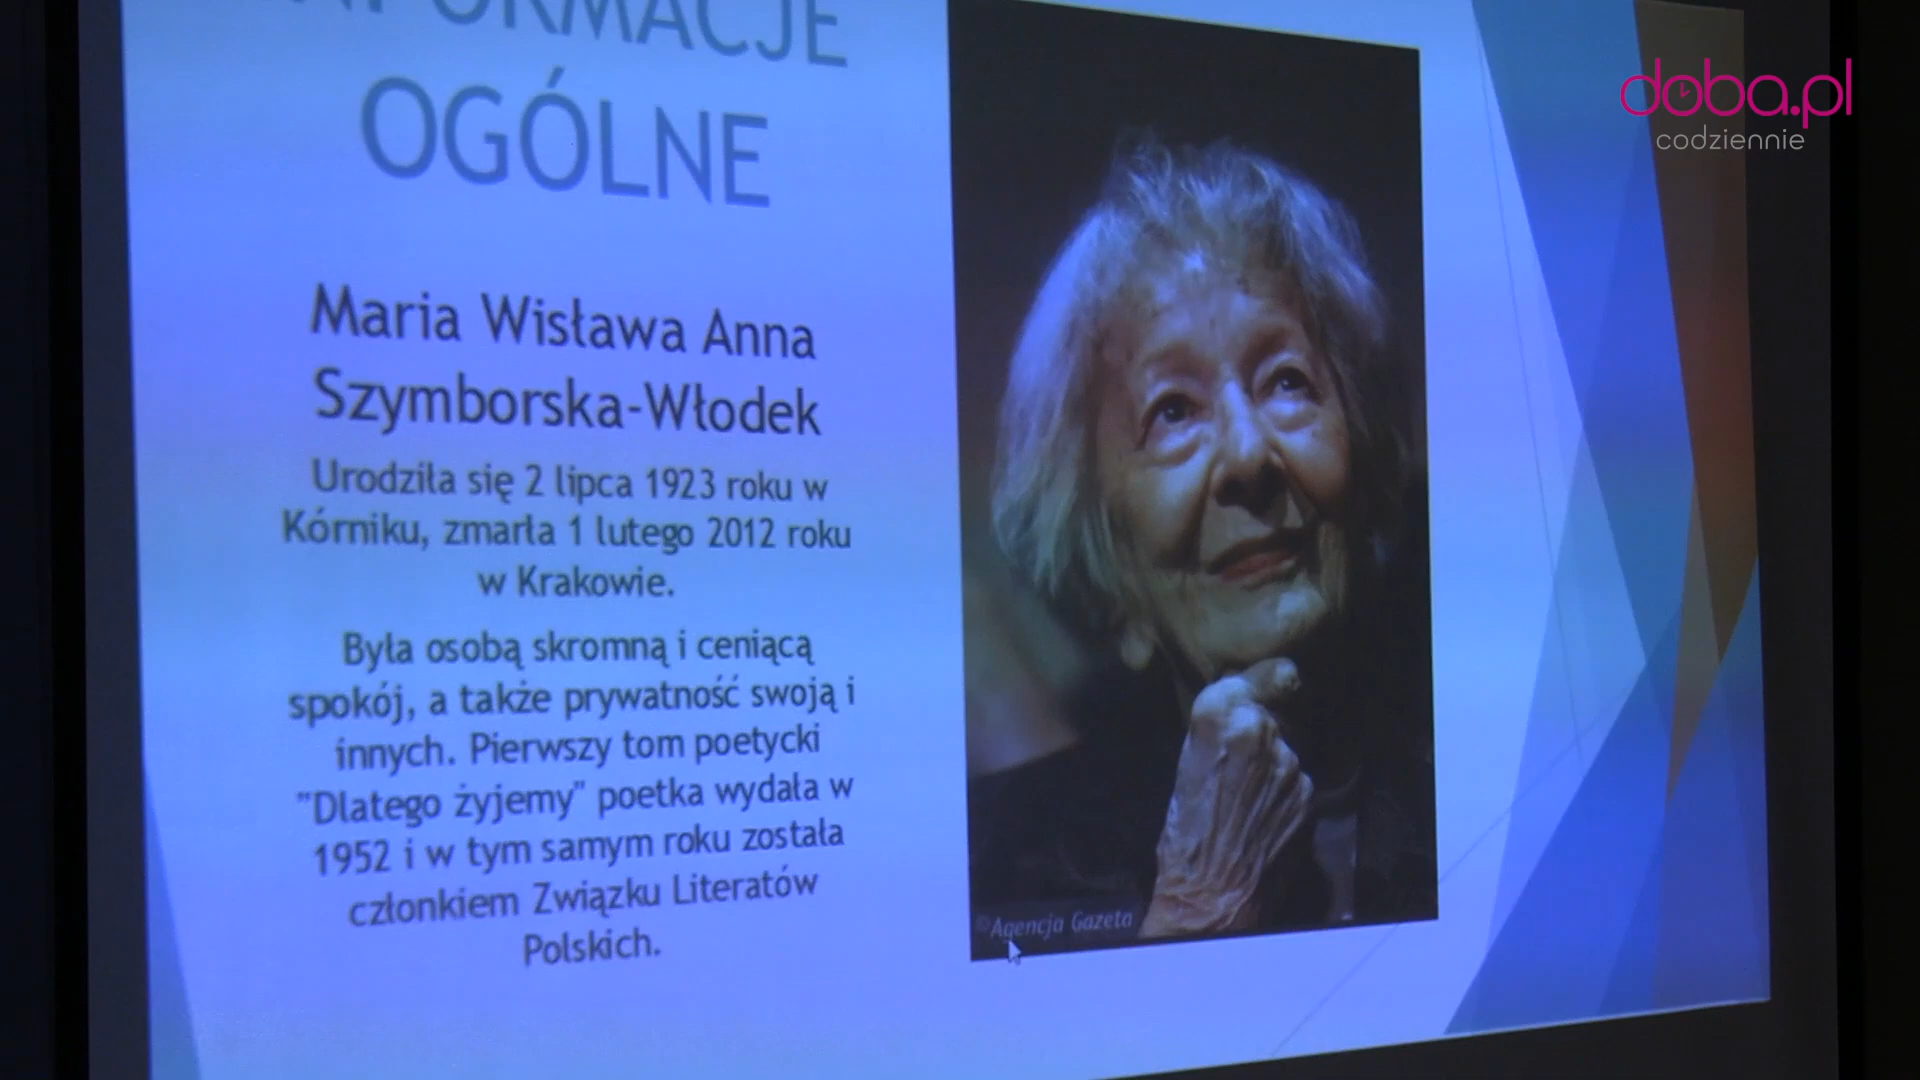 INFORMACJE
OGÓLNE
Maria Wisława Anna
Szymborska-Włodek
Urodziła się 2 lipca 1923 roku w
Kórniku, zmarła 1 lutego 2012 roku
w Krakowie.
Była osobą skromną i ceniącą
spokój, a także prywatność swoją i
innych. Pierwszy tom poetycki
"Dlatego żyjemy" poetka wydała w
1952 i w tym samym roku została
członkiem Związku Literatów
Polskich.
©Agencja Gazeta
doba.pl
codziennie